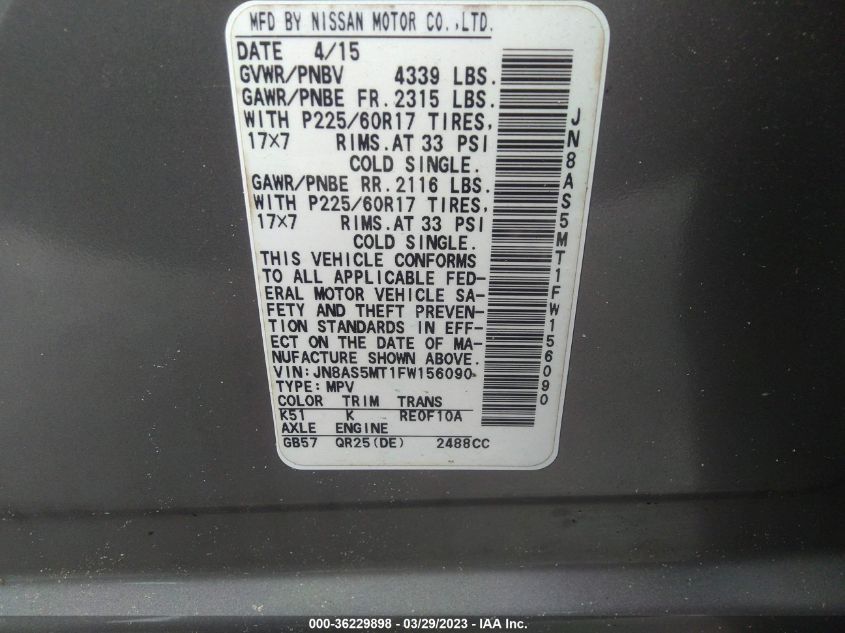 MFD BY NISSAN MOTOR CO.,LTD.
DATE 4/15
GVWR/PNBV 4339 LBS.
GAWR/PNBE FR. 2315 LBS.
WITH P225/60R17 TIRES,
17×7 RIMS.AT 33 PSI
COLD SINGLE.
GAWR/PNBE RR. 2116 LBS.
WITH P225/60R17 TIRES,
17×7 RIMS.AT 33 PSI
COLD SINGLE.
THIS VEHICLE CONFORMS
TO ALL APPLICABLE FED-
ERAL MOTOR VEHICLE SA-
FETY AND THEFT PREVEN-
TION STANDARDS IN EFF-
ECT ON THE DATE OF MA-
NUFACTURE SHOWN ABOVE.
VIN: JN8AS5MT1FW156090
TYPE: MPV
COLOR TRIM TRANS
K51 K RE0F10A
AXLE ENGINE
GB57 QR25(DE) 2488CC
JN8AS5MT1FW156090
000-36229898 - 03/29/2023 - IAA Inc.